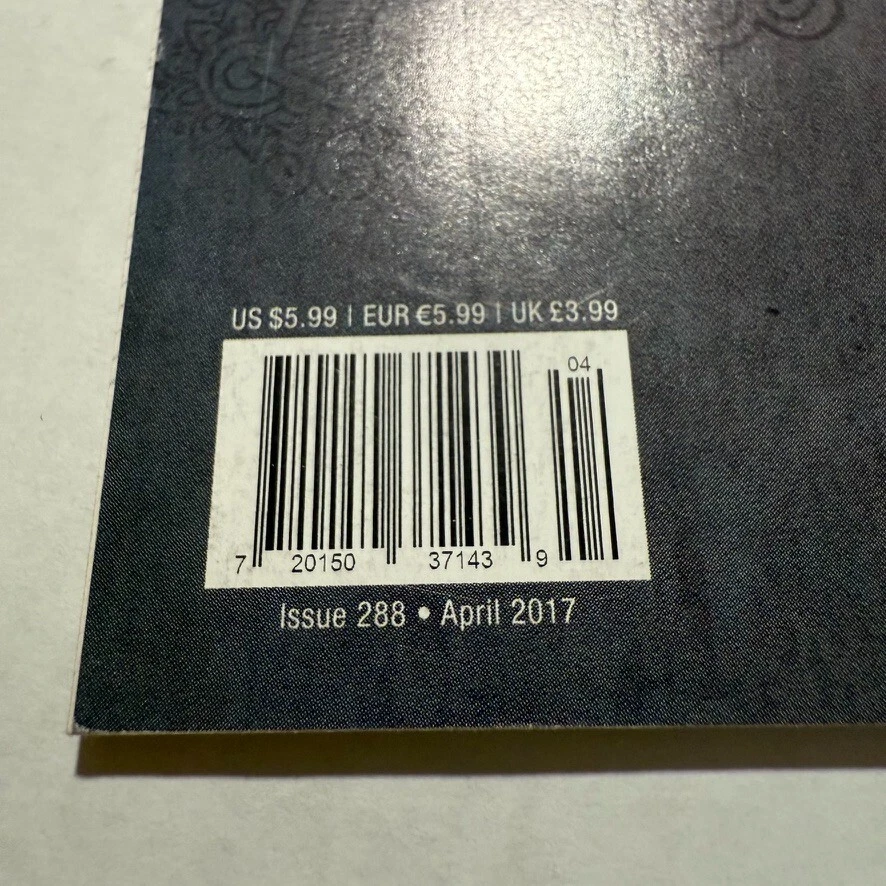 US $5.99 | EUR €5.99 | UK £3.99
04
7 20150 37143 9
Issue 288 • April 2017